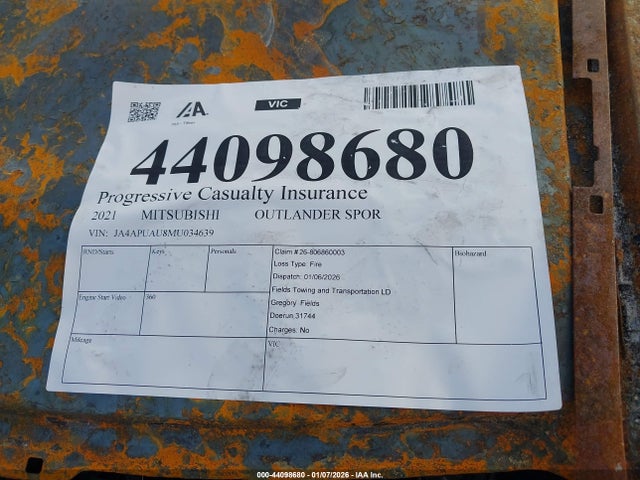 IAA
VIC
44098680
Progressive Casualty Insurance
2021 MITSUBISHI OUTLANDER SPOR
VIN: JA4APUAU8MU034639
RND/Starts
Keys
Personals
Claim # 26-806860003
Loss Type: Fire
Dispatch: 01/06/2026
Fields Towing and Transportation LD
Gregory Fields
Doerun 31744
Charges: No
Biohazard
Engine Start Video
360
Mileage
VIC
000-44098680 - 01/07/2026 - IAA Inc.